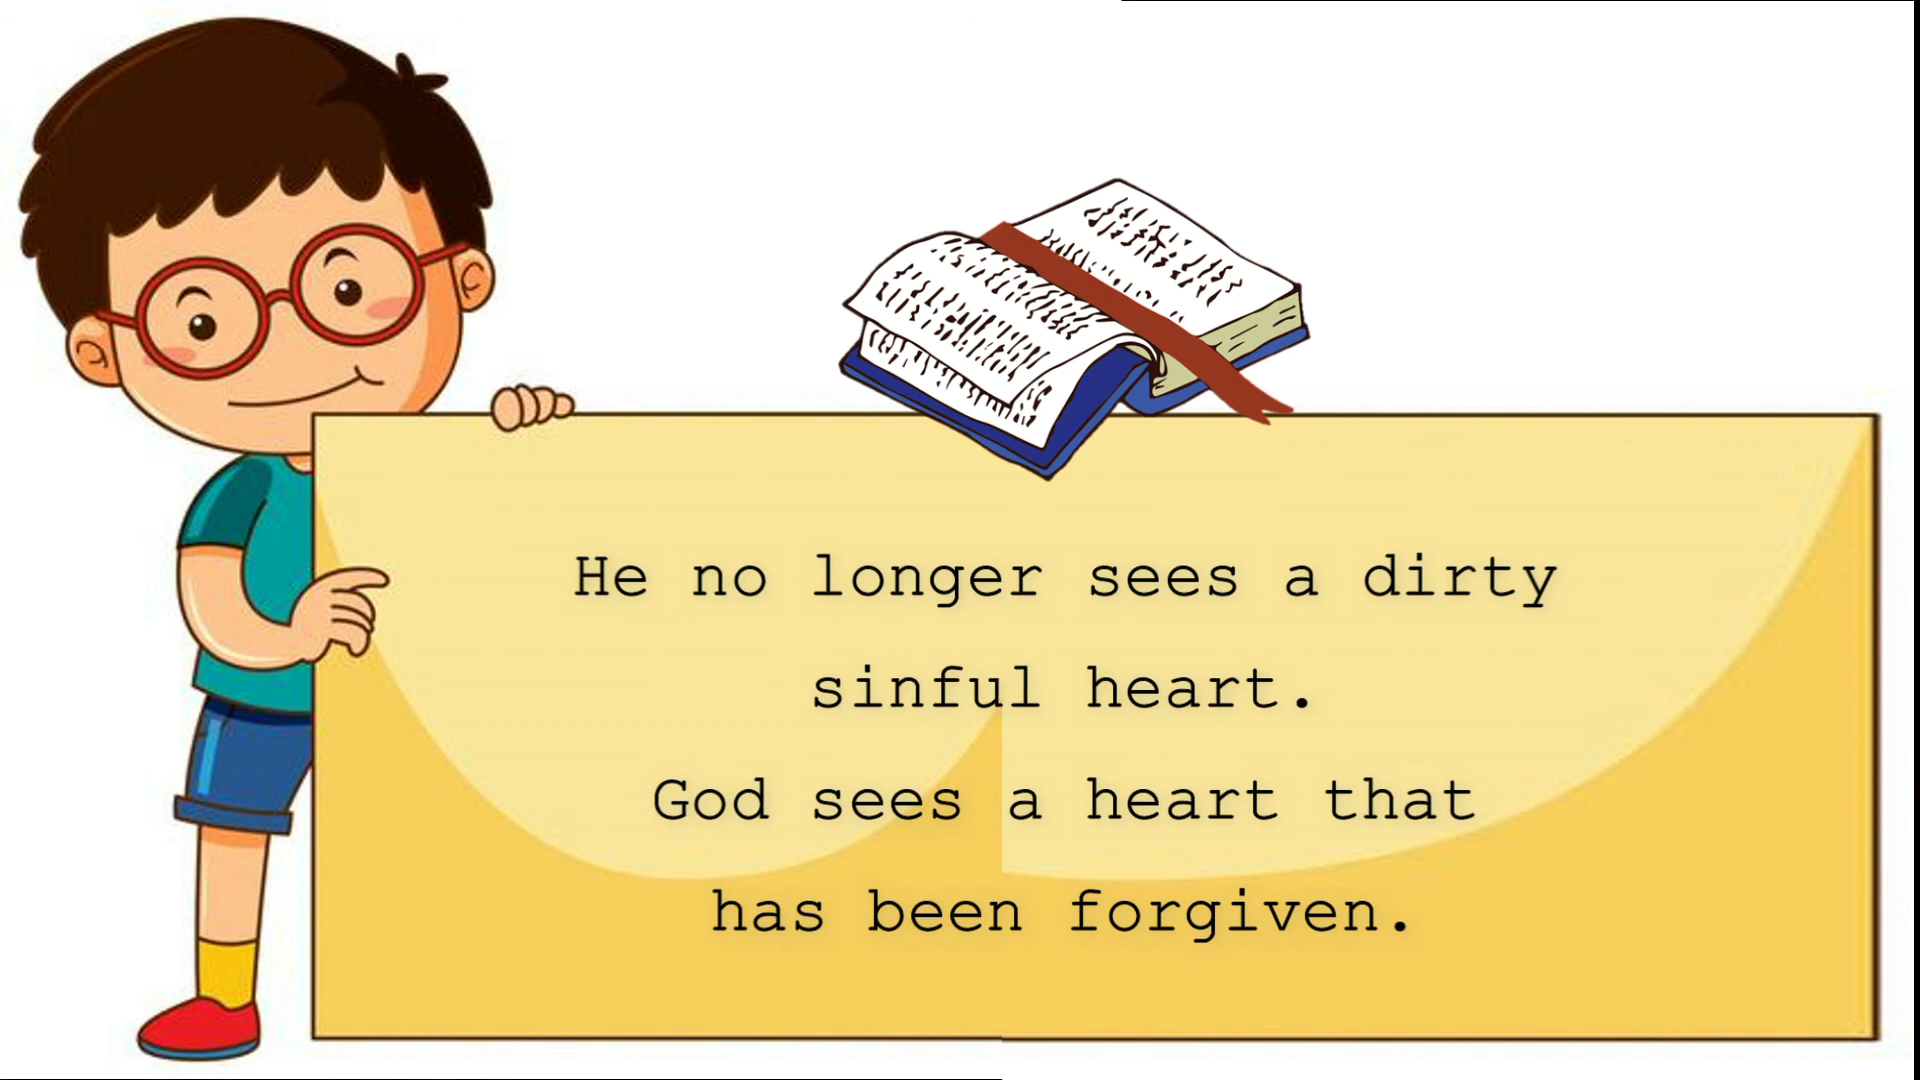 He no longer sees a dirty
sinful heart.
God sees a heart that
has been forgiven.